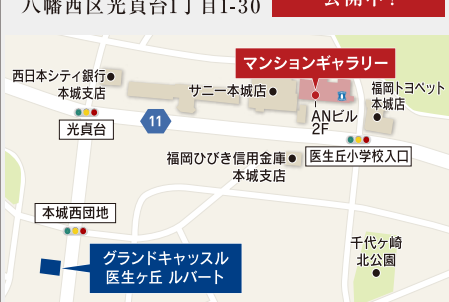 八幡西区光貞台1丁目1-30
公開中！
マンションギャラリー
西日本シティ銀行
本城支店
サニー本城店
福岡トヨペット
本城店
ANビル
2F
11
光貞台
医生丘小学校入口
福岡ひびき信用金庫
本城支店
本城西団地
グランドキャッスル
医生ヶ丘 ルバート
千代ヶ崎
北公園